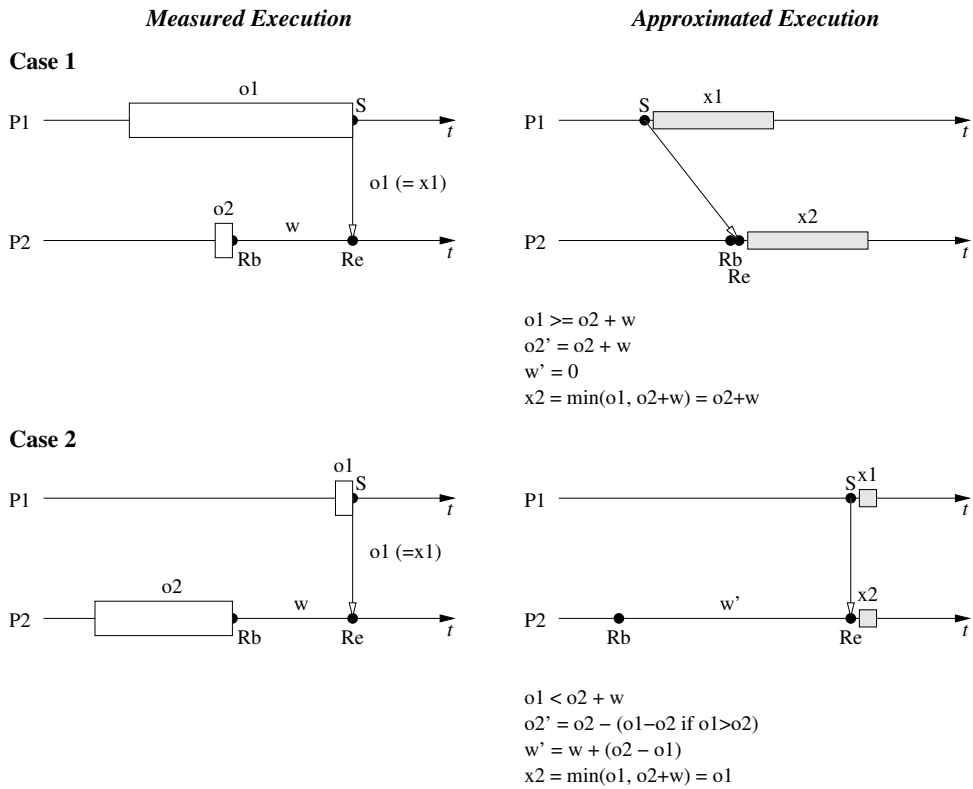 Measured Execution
Approximated Execution
Case 1
o1
S
P1
t
o1 (= x1)
o2
w
P2
Rb
Re
t
x1
S
P1
t
x2
P2
Rb
Re
t
o1 >= o2 + w
o2’ = o2 + w
w’ = 0
x2 = min(o1, o2+w) = o2+w
Case 2
o1
S
P1
t
o1 (=x1)
o2
w
P2
Rb
Re
t
S
x1
P1
t
w’
x2
P2
Rb
Re
t
o1 < o2 + w
o2’ = o2 − (o1−o2 if o1>o2)
w’ = w + (o2 − o1)
x2 = min(o1, o2+w) = o1